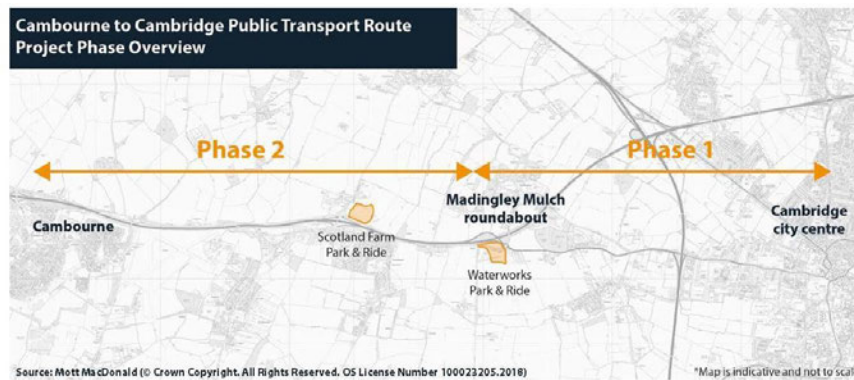 Cambourne to Cambridge Public Transport Route
Project Phase Overview
Phase 2
Phase 1
Madingley Mulch
roundabout
Cambourne
Cambridge
city centre
Scotland Farm
Park & Ride
Waterworks
Park & Ride
Source: Mott MacDonald (© Crown Copyright. All Rights Reserved. OS License Number 100023205.2018)
*Map is indicative and not to scal